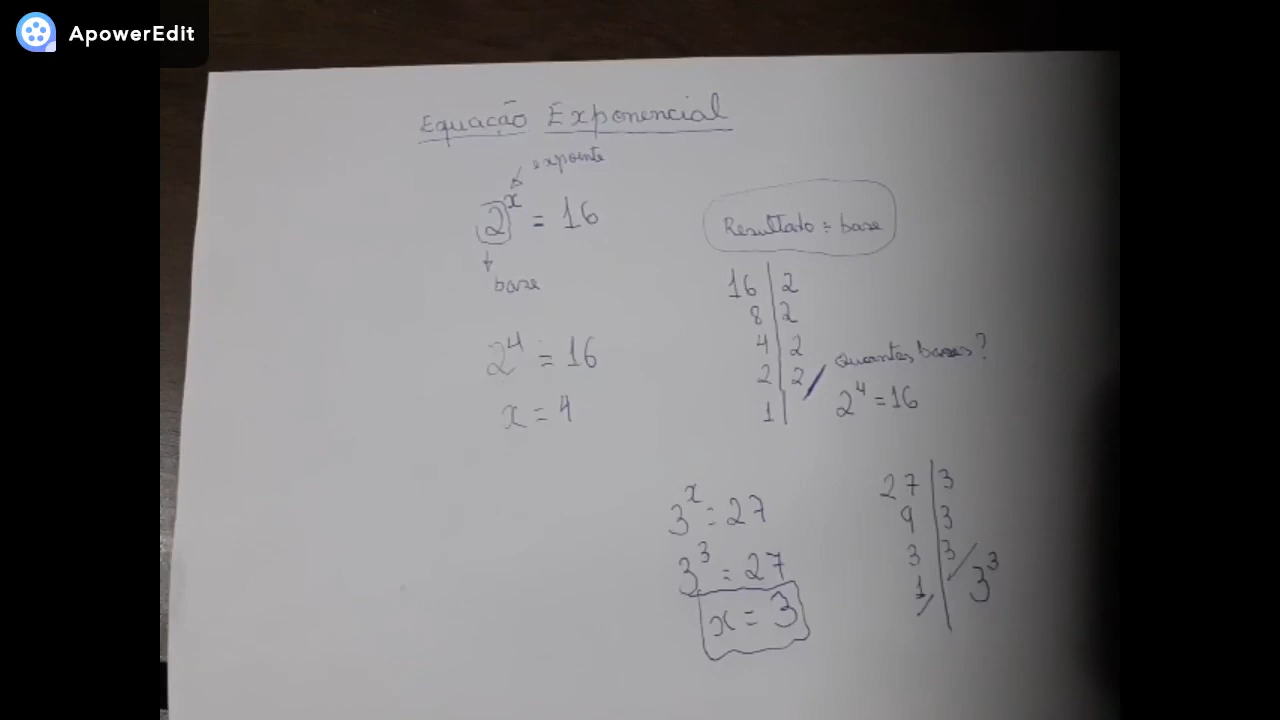 ApowerEdit
Equação Exponencial
expoente
2^x = 16
base
2^4 = 16
x = 4
Resultado ÷ base
16 | 2
8 | 2
4 | 2
2 | 2
1 |
Quantas bases?
2^4 = 16
3^x = 27
3^3 = 27
x = 3
27 | 3
9 | 3
3 | 3
1 |
3^3